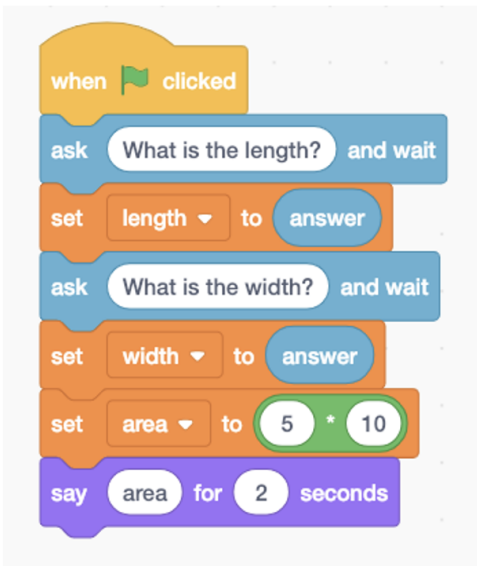 when clicked
ask What is the length? and wait
set length to answer
ask What is the width? and wait
set width to answer
set area to 5 * 10
say area for 2 seconds